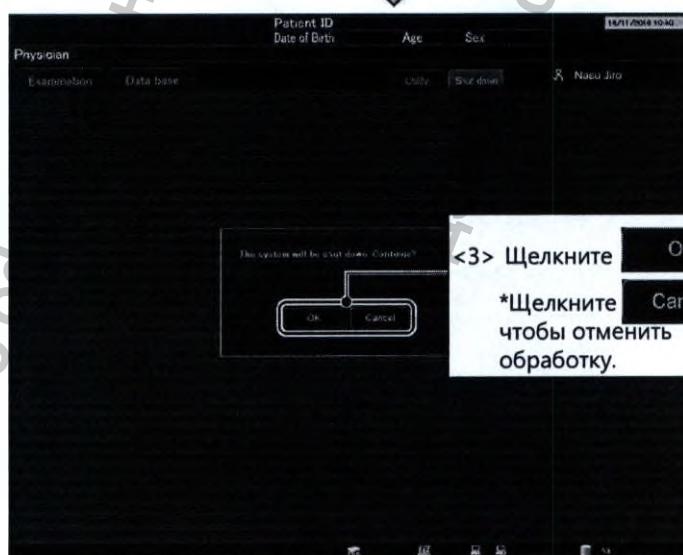 Patient ID
Date of Birth Age Sex
Physician
Examination Data base Utility Shut down Nasu Jiro
The system will be shut down. Continue?
OK Cancel
<3> Щелкните
*Щелкните
чтобы отменить
обработку.